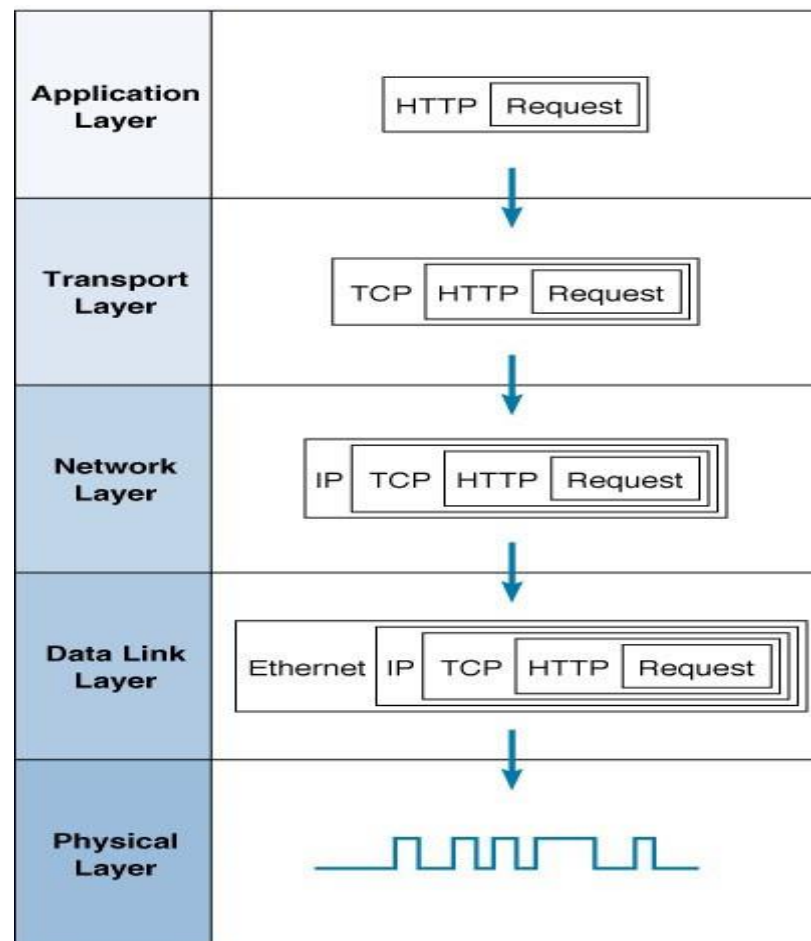 Application
Layer
HTTP Request
Transport
Layer
TCP HTTP Request
Network
Layer
IP TCP HTTP Request
Data Link
Layer
Ethernet IP TCP HTTP Request
Physical
Layer